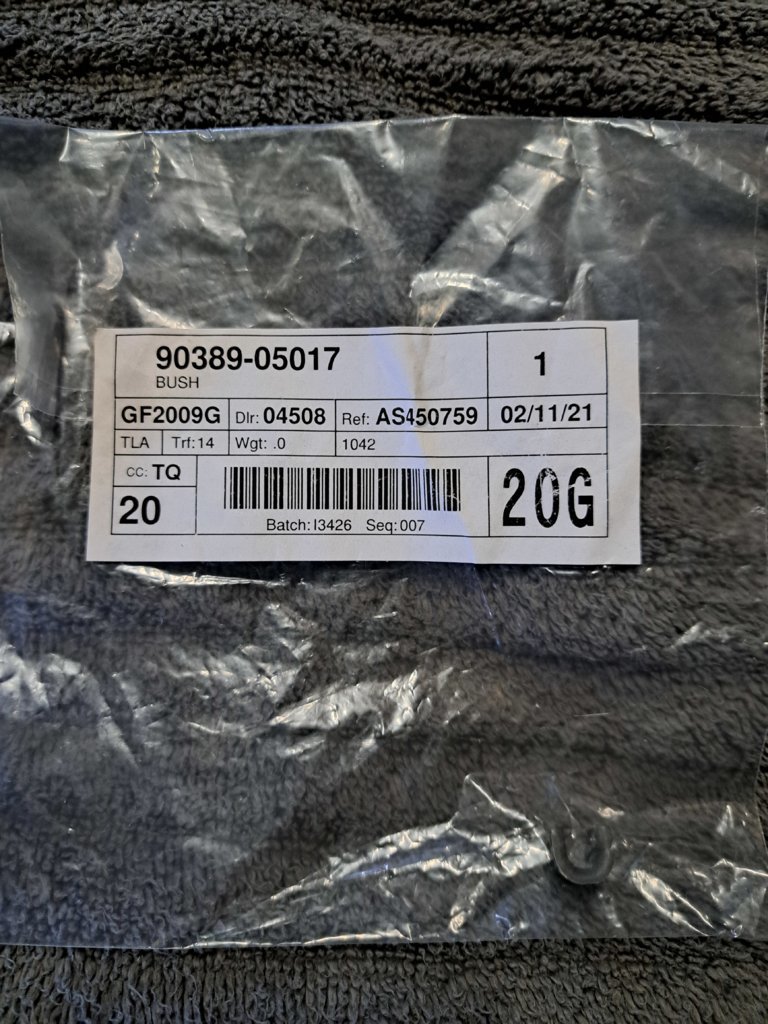 90389-05017
BUSH
1
GF2009G Dlr: 04508 Ref: AS450759 02/11/21
TLA Trf: 14 Wgt: .0 1042
CC: TQ
20
Batch: I3426 Seq: 007
20G